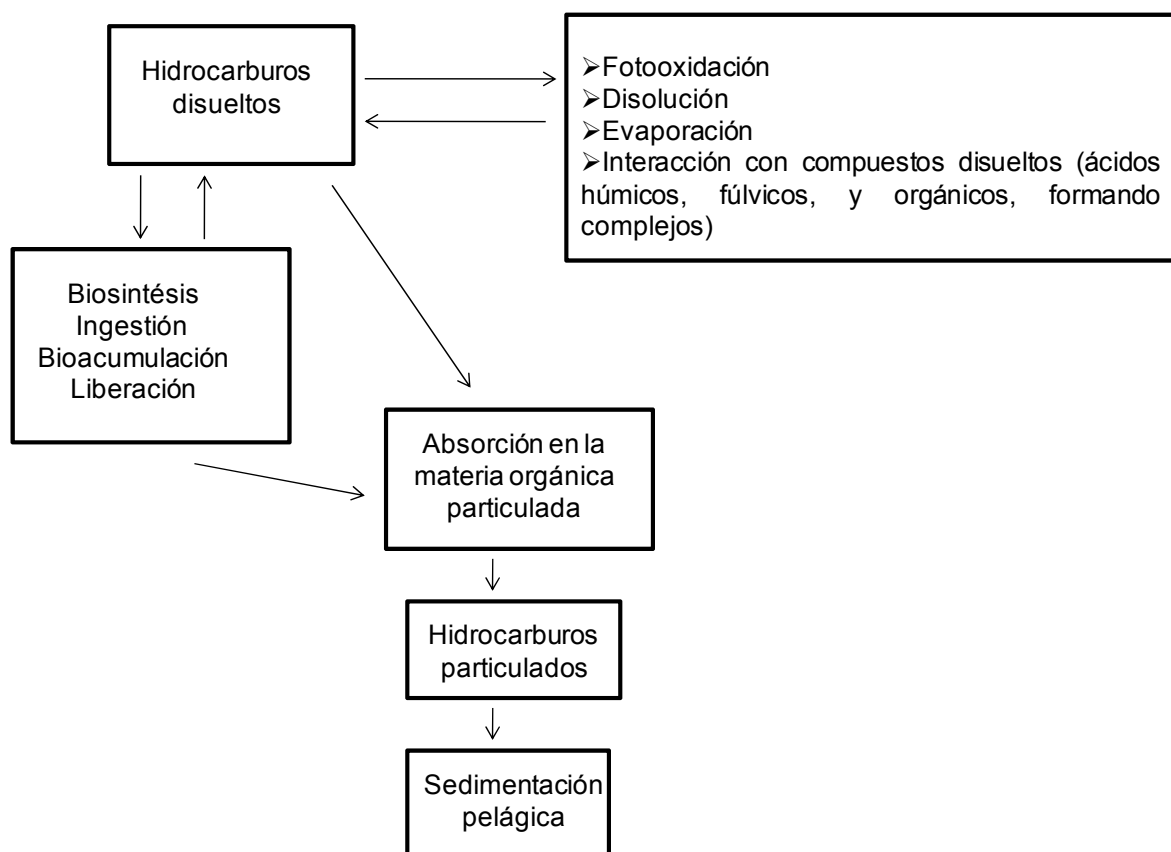 Hidrocarburos
disueltos
➢Fotooxidación
➢Disolución
➢Evaporación
➢Interacción con compuestos disueltos (ácidos
húmicos, fúlvicos, y orgánicos, formando
complejos)
Biosintésis
Ingestión
Bioacumulación
Liberación
Absorción en la
materia orgánica
particulada
Hidrocarburos
particulados
Sedimentación
pelágica